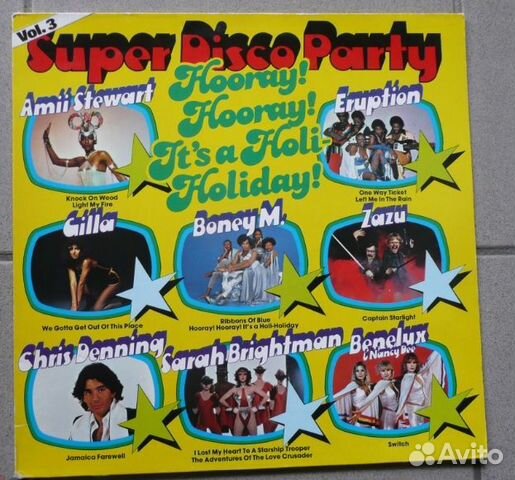 Vol. 3
Super Disco Party
Hooray!
Hooray!
It's a Holi-
Holiday!
Amii Stewart
Knock On Wood
Light My Fire
Eruption
One Way Ticket
Left Me In The Rain
Gilla
We Gotta Get Out Of This Place
Boney M.
Ribbons Of Blue
Hooray! Hooray! It's a Holi-Holiday
Zazu
Captain Starlight
Chris Denning
Jamaica Farewell
Sarah Brightman
I Lost My Heart To A Starship Trooper
The Adventures Of The Love Crusader
Benelux
& Nancy Dee
Switch
Avito